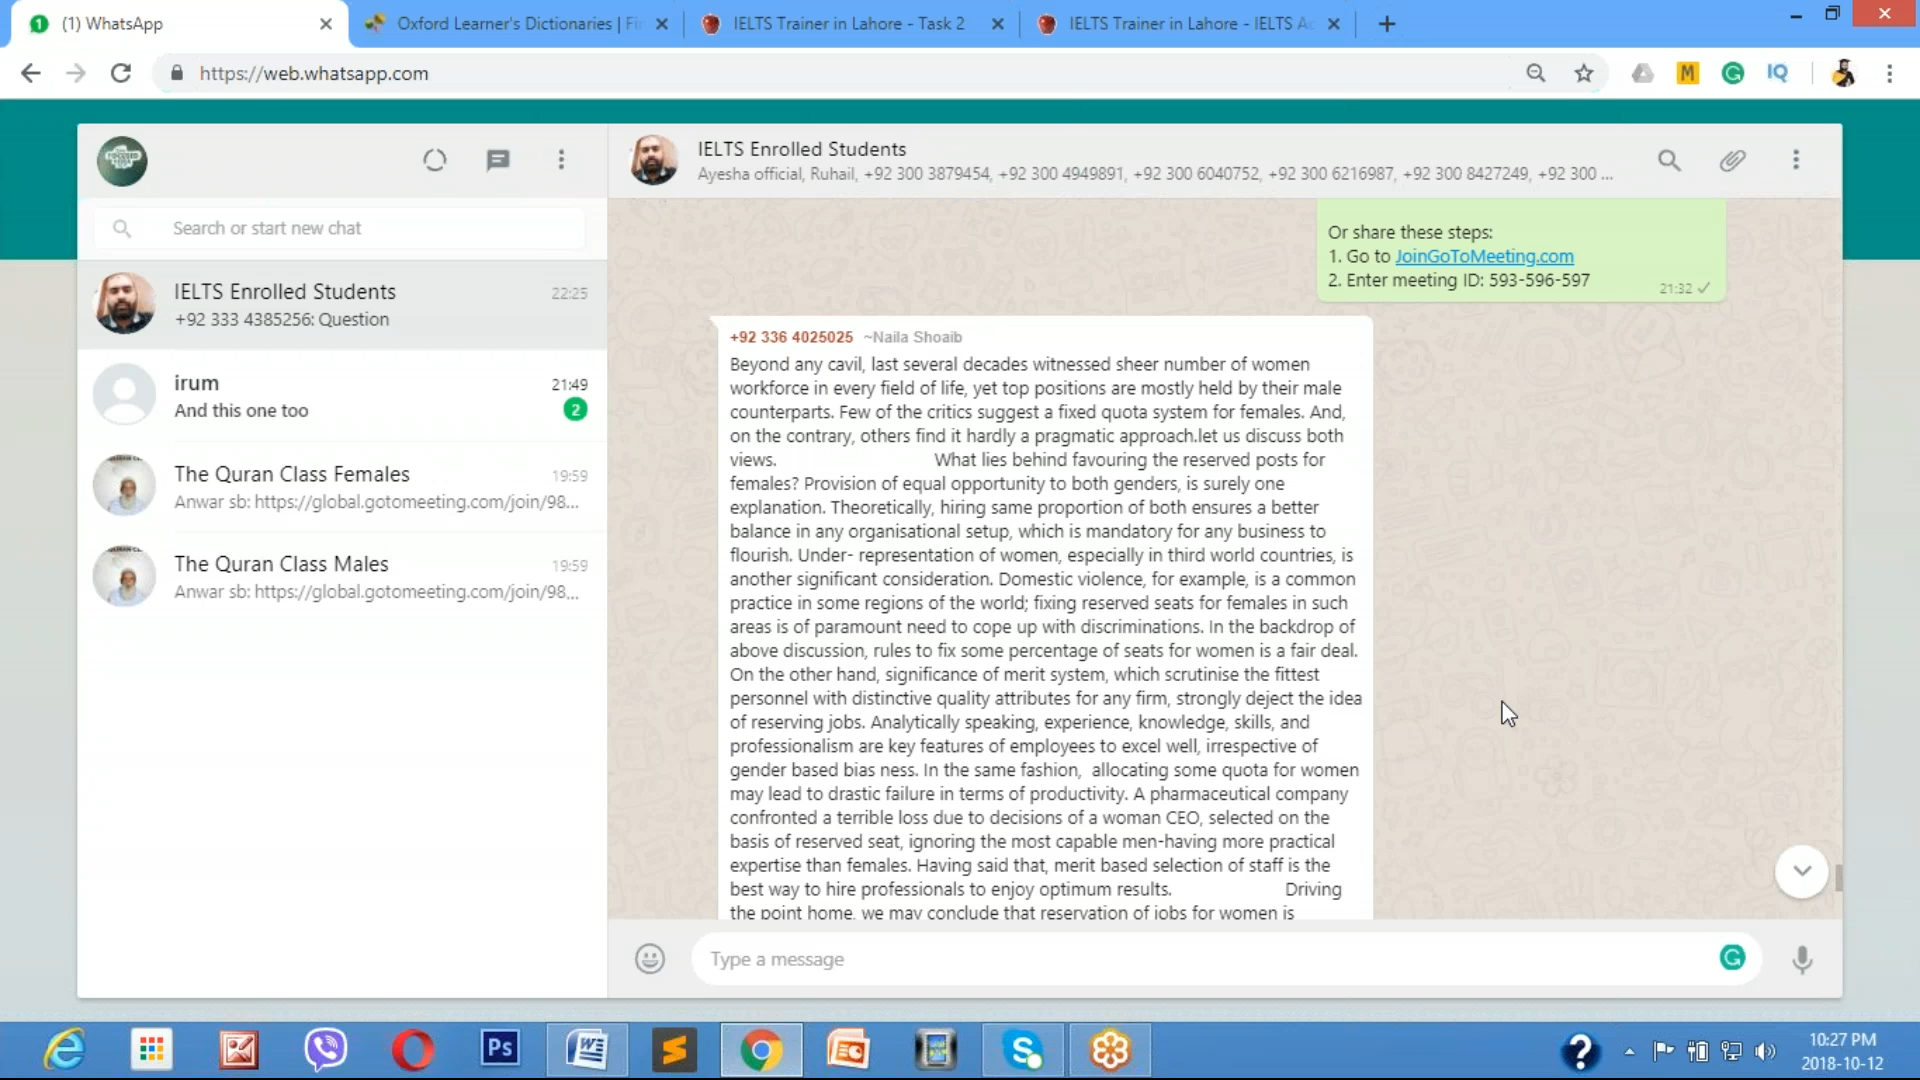 (1) WhatsApp
Oxford Learner's Dictionaries | Fi
IELTS Trainer in Lahore - Task 2
IELTS Trainer in Lahore - IELTS A
https://web.whatsapp.com
IELTS Enrolled Students
Ayesha official, Ruhail, +92 300 3879454, +92 300 4949891, +92 300 6040752, +92 300 6216987, +92 300 8427249, +92 300 ...
Search or start new chat
IELTS Enrolled Students 22:25
+92 333 4385256: Question
irum 21:49
And this one too 2
The Quran Class Females 19:59
Anwar sb: https://global.gotomeeting.com/join/98...
The Quran Class Males 19:59
Anwar sb: https://global.gotomeeting.com/join/98...
Or share these steps:
1. Go to JoinGoToMeeting.com
2. Enter meeting ID: 593-596-597
21:32
+92 336 4025025 ~Naila Shoaib
Beyond any cavil, last several decades witnessed sheer number of women
workforce in every field of life, yet top positions are mostly held by their male
counterparts. Few of the critics suggest a fixed quota system for females. And,
on the contrary, others find it hardly a pragmatic approach.let us discuss both
views. What lies behind favouring the reserved posts for
females? Provision of equal opportunity to both genders, is surely one
explanation. Theoretically, hiring same proportion of both ensures a better
balance in any organisational setup, which is mandatory for any business to
flourish. Under- representation of women, especially in third world countries, is
another significant consideration. Domestic violence, for example, is a common
practice in some regions of the world; fixing reserved seats for females in such
areas is of paramount need to cope up with discriminations. In the backdrop of
above discussion, rules to fix some percentage of seats for women is a fair deal.
On the other hand, significance of merit system, which scrutinise the fittest
personnel with distinctive quality attributes for any firm, strongly deject the idea
of reserving jobs. Analytically speaking, experience, knowledge, skills, and
professionalism are key features of employees to excel well, irrespective of
gender based bias ness. In the same fashion, allocating some quota for women
may lead to drastic failure in terms of productivity. A pharmaceutical company
confronted a terrible loss due to decisions of a woman CEO, selected on the
basis of reserved seat, ignoring the most capable men-having more practical
expertise than females. Having said that, merit based selection of staff is the
best way to hire professionals to enjoy optimum results. Driving
the point home, we may conclude that reservation of jobs for women is
Type a message
Ps
10:27 PM
2018-10-12